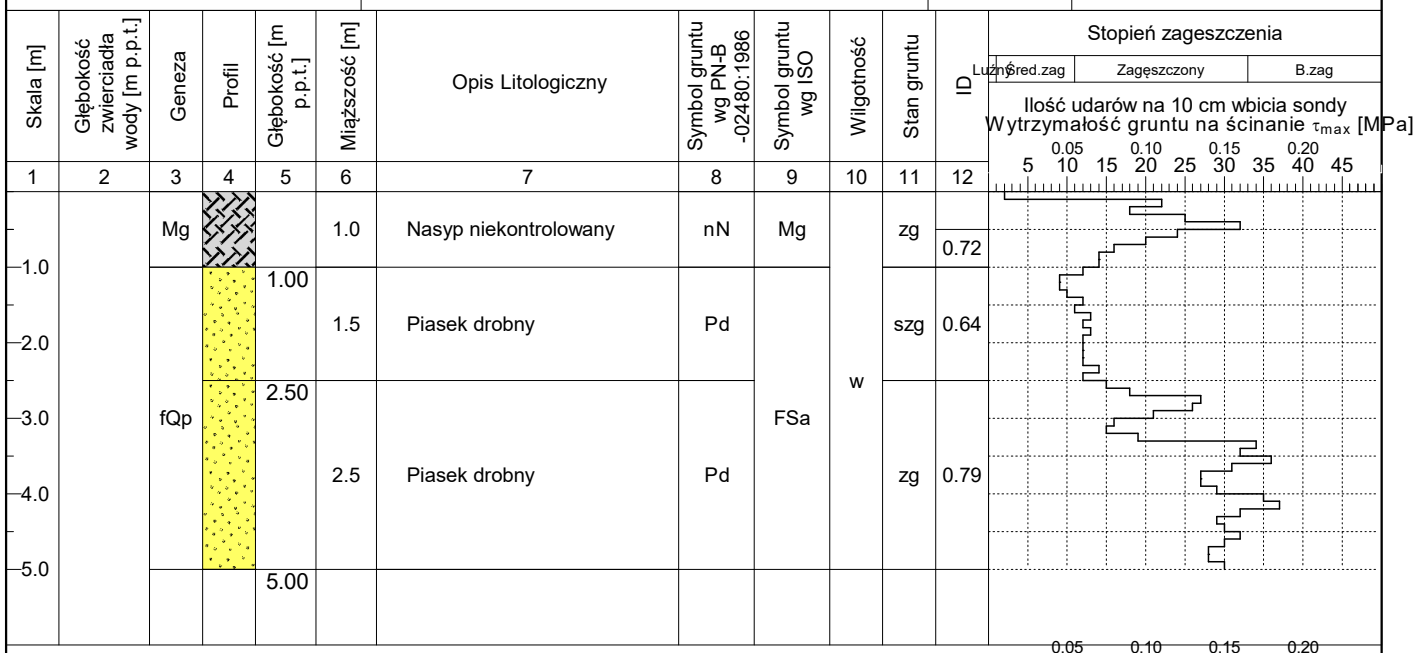 Skala [m]
Głębokość zwierciadła wody [m p.p.t.]
Geneza
Profil
Głębokość [m p.p.t.]
Miąższość [m]
Opis Litologiczny
Symbol gruntu wg PN-B -02480:1986
Symbol gruntu wg ISO
Wilgotność
Stan gruntu
ID
Stopień zageszczenia
Luźny Śred.zag Zagęszczony B.zag
Ilość udarów na 10 cm wbicia sondy
Wytrzymałość gruntu na ścinanie τmax [MPa]
0.05 0.10 0.15 0.20
5 10 15 20 25 30 35 40 45
1 2 3 4 5 6 7 8 9 10 11 12
Mg 1.0 Nasyp niekontrolowany nN Mg zg
0.72
1.0
1.00
1.5 Piasek drobny Pd szg 0.64
2.0
w
2.50
3.0 fQp FSa
2.5 Piasek drobny Pd zg 0.79
4.0
5.0
5.00
0.05 0.10 0.15 0.20